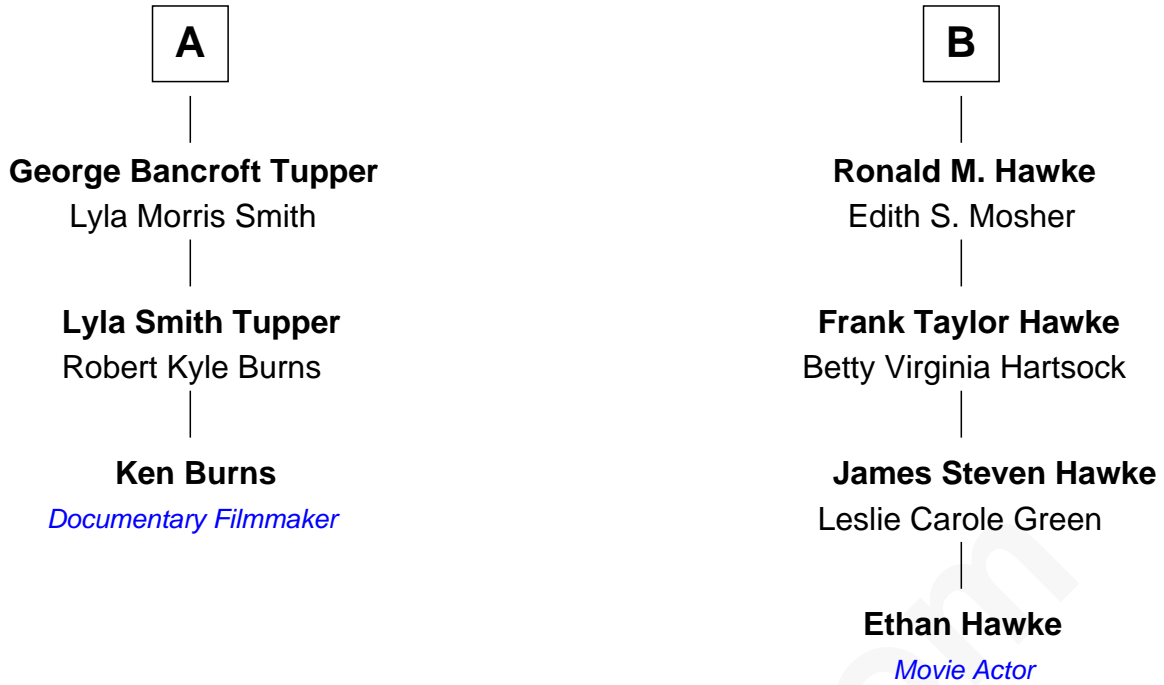 A
George Bancroft Tupper
Lyla Morris Smith
Lyla Smith Tupper
Robert Kyle Burns
Ken Burns
Documentary Filmmaker
B
Ronald M. Hawke
Edith S. Mosher
Frank Taylor Hawke
Betty Virginia Hartsock
James Steven Hawke
Leslie Carole Green
Ethan Hawke
Movie Actor
om